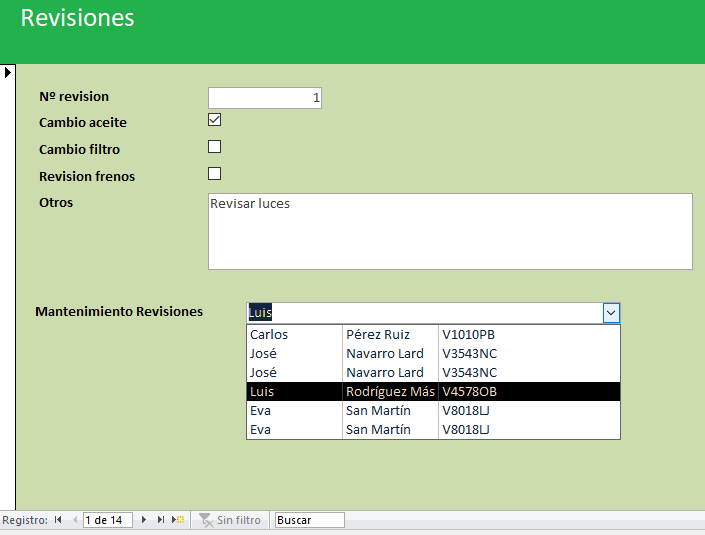 Revisiones
Nº revision 1
Cambio aceite
Cambio filtro
Revision frenos
Otros Revisar luces
Mantenimiento Revisiones Luis
Carlos Pérez Ruiz V1010PB
José Navarro Lard V3543NC
José Navarro Lard V3543NC
Luis Rodríguez Más V4578OB
Eva San Martín V8018LJ
Eva San Martín V8018LJ
Registro: 1 de 14 Sin filtro Buscar